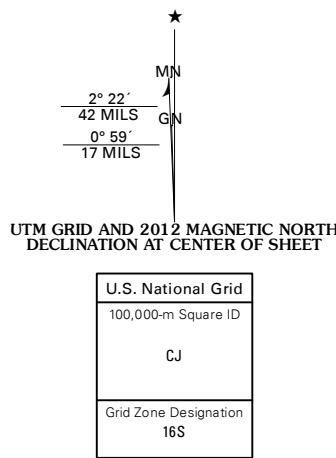 MN
2° 22´
42 MILS
GN
0° 59´
17 MILS
UTM GRID AND 2012 MAGNETIC NORTH
DECLINATION AT CENTER OF SHEET
U.S. National Grid
100,000-m Square ID
CJ
Grid Zone Designation
16S